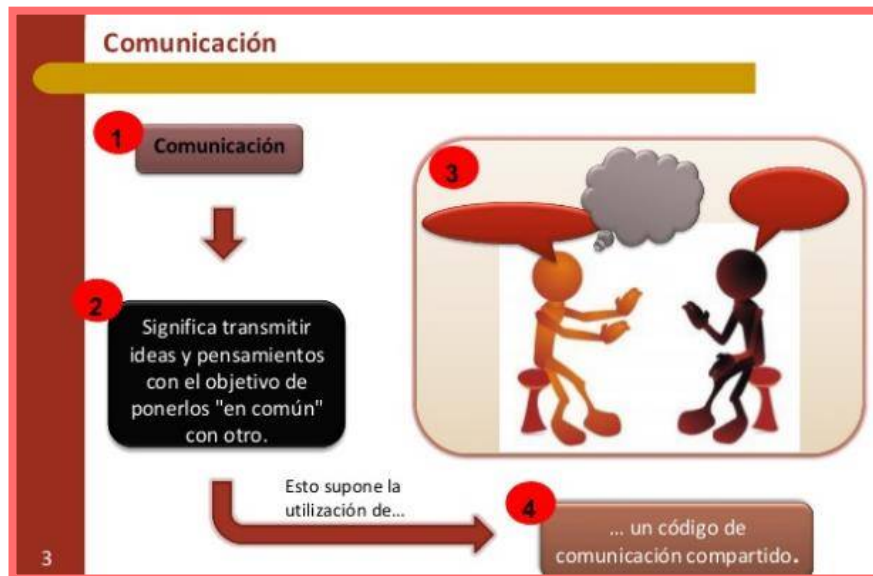 Comunicación
1
Comunicación
2
Significa transmitir
ideas y pensamientos
con el objetivo de
ponerlos "en común"
con otro.
3
Esto supone la
utilización de...
4
... un código de
comunicación compartido.
3